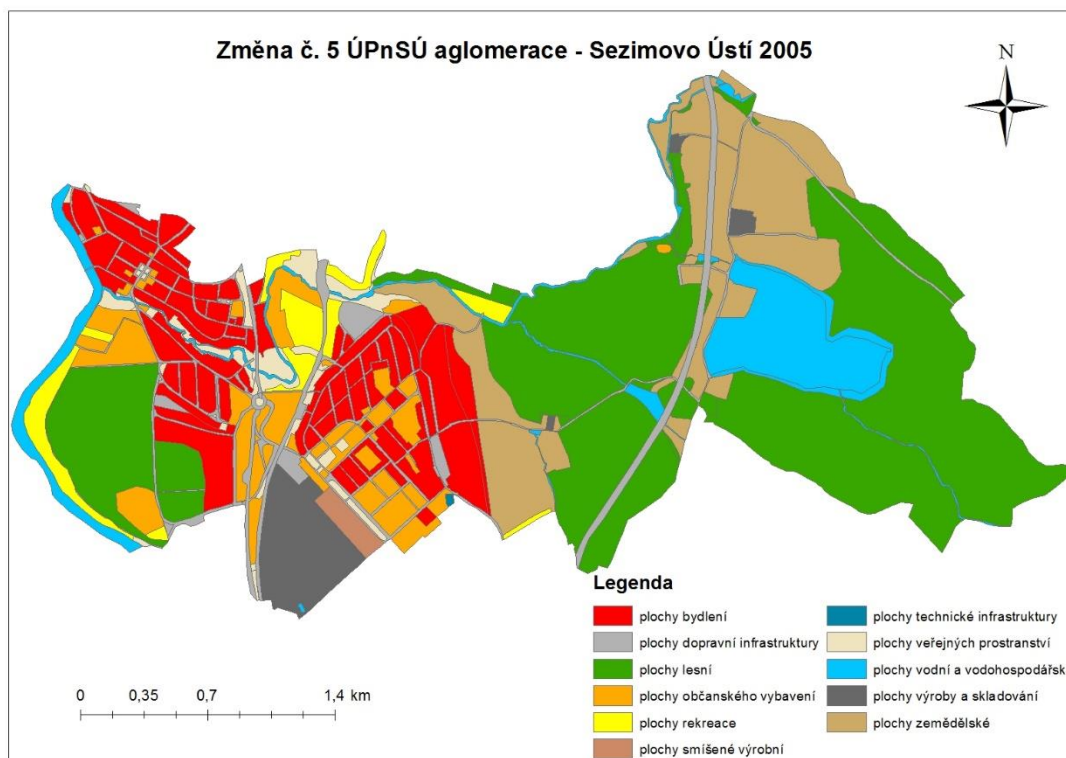 Změna č. 5 ÚPnSÚ aglomerace - Sezimovo Ústí 2005
N
Legenda
plochy bydlení
plochy dopravní infrastruktury
plochy lesní
plochy občanského vybavení
plochy rekreace
plochy smíšené výrobní
plochy technické infrastruktury
plochy veřejných prostranství
plochy vodní a vodohospodářsk
plochy výroby a skladování
plochy zemědělské
0 0,35 0,7 1,4 km